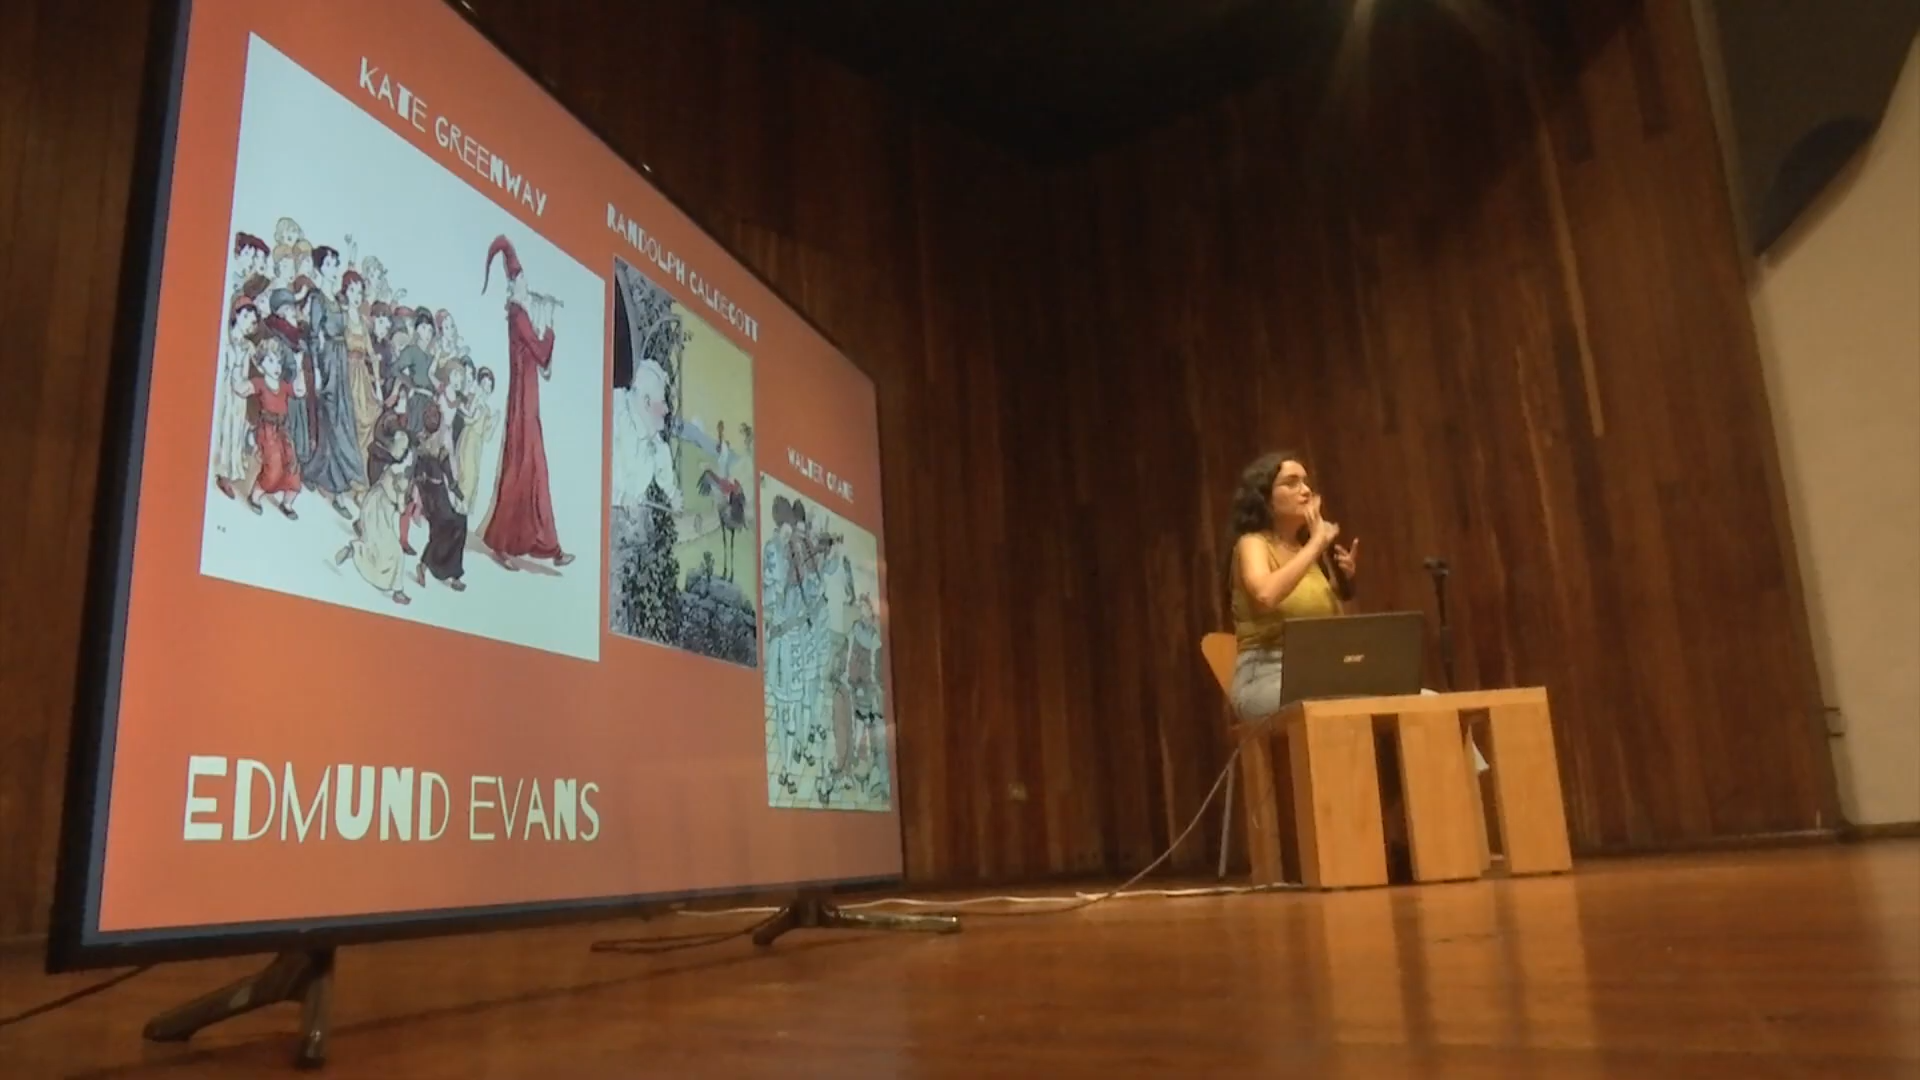 KATE GREENWAY
RANDOLPH CALDECOTT
WALTER CRANE
EDMUND EVANS
acer